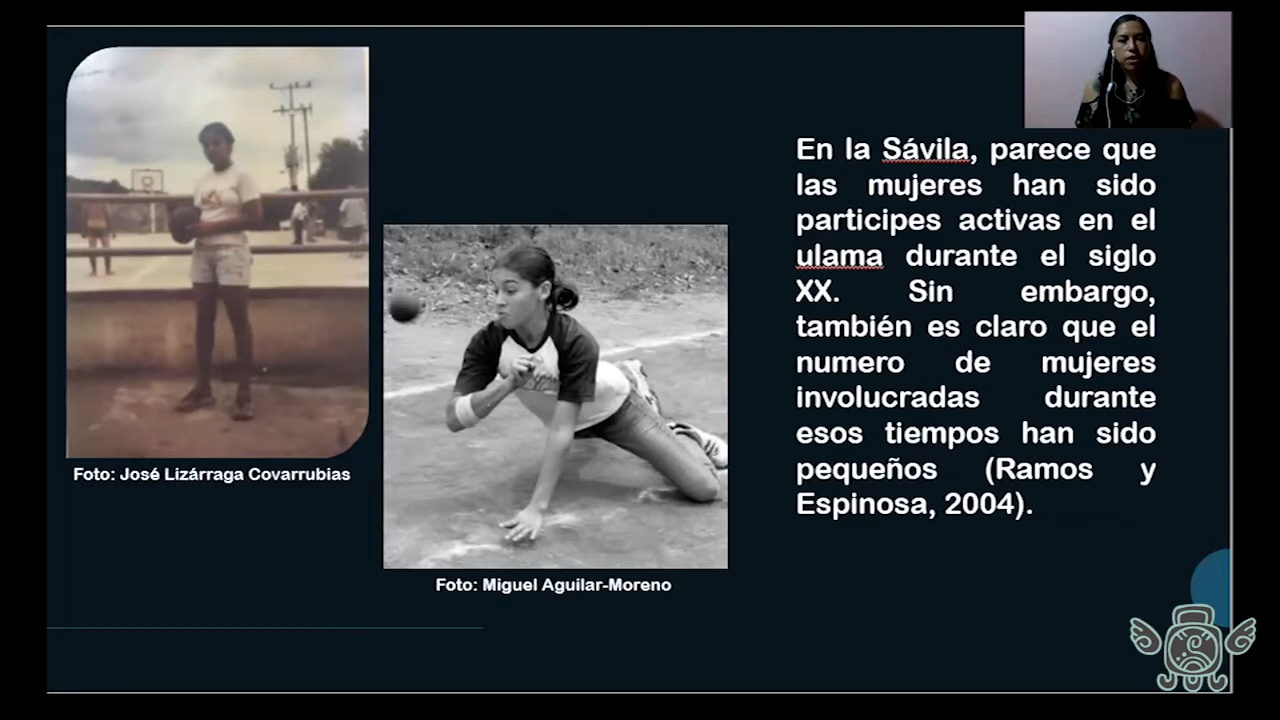 En la Sávila, parece que
las mujeres han sido
participes activas en el
ulama durante el siglo
XX. Sin embargo,
también es claro que el
numero de mujeres
involucradas durante
esos tiempos han sido
pequeños (Ramos y
Espinosa, 2004).
Foto: José Lizárraga Covarrubias
Foto: Miguel Aguilar-Moreno